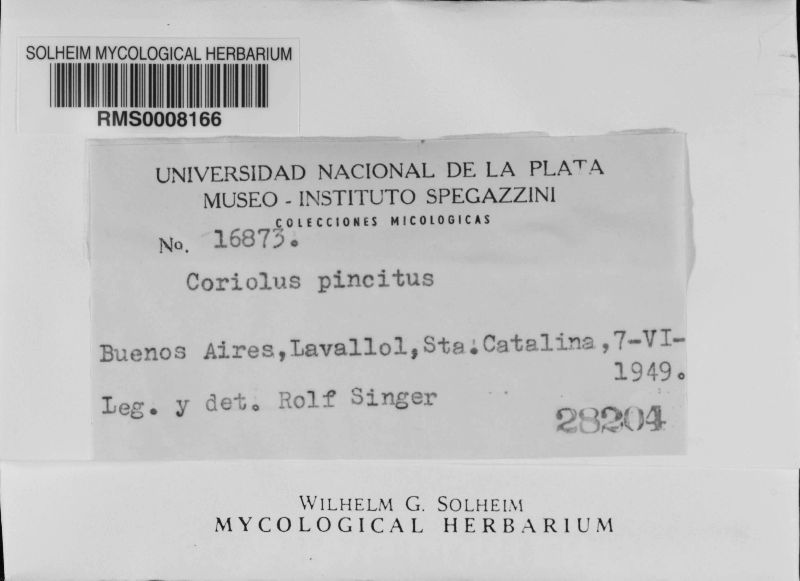 SOLHEIM MYCOLOGICAL HERBARIUM
RMS0008166
UNIVERSIDAD NACIONAL DE LA PLATA
MUSEO - INSTITUTO SPEGAZZINI
COLECCIONES MICOLOGICAS
No. 16873.
Coriolus pincitus
Buenos Aires,Lavallol,Sta.Catalina,7-VI-
1949.
Leg. y det. Rolf Singer
28204
WILHELM G. SOLHEIM
MYCOLOGICAL HERBARIUM